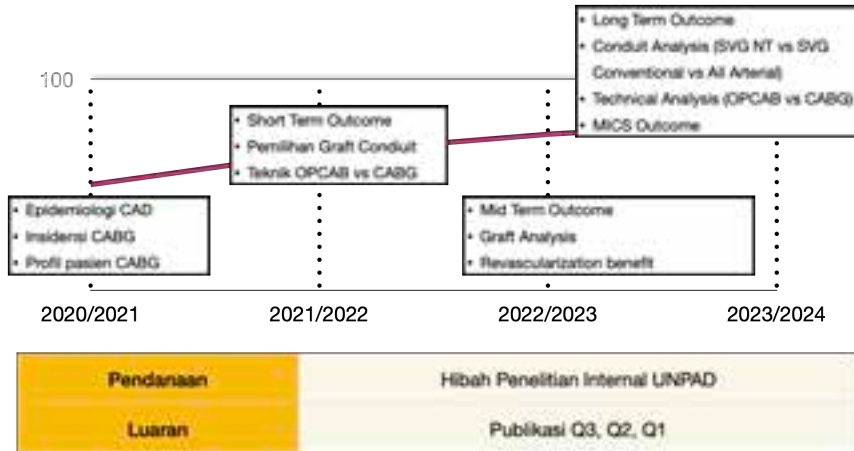 100
• Long Term Outcome
• Conduit Analysis (SVG NT vs SVG
Conventional vs All Arterial)
• Technical Analysis (OPCAB vs CABG)
• MICS Outcome
• Short Term Outcome
• Pemilihan Graft Conduit
• Teknik OPCAB vs CABG
• Epidemiologi CAD
• Insidensi CABG
• Profil pasien CABG
• Mid Term Outcome
• Graft Analysis
• Revascularization benefit
2020/2021
2021/2022
2022/2023
2023/2024
Pendanaan
Hibah Penelitian Internal UNPAD
Luaran
Publikasi Q3, Q2, Q1